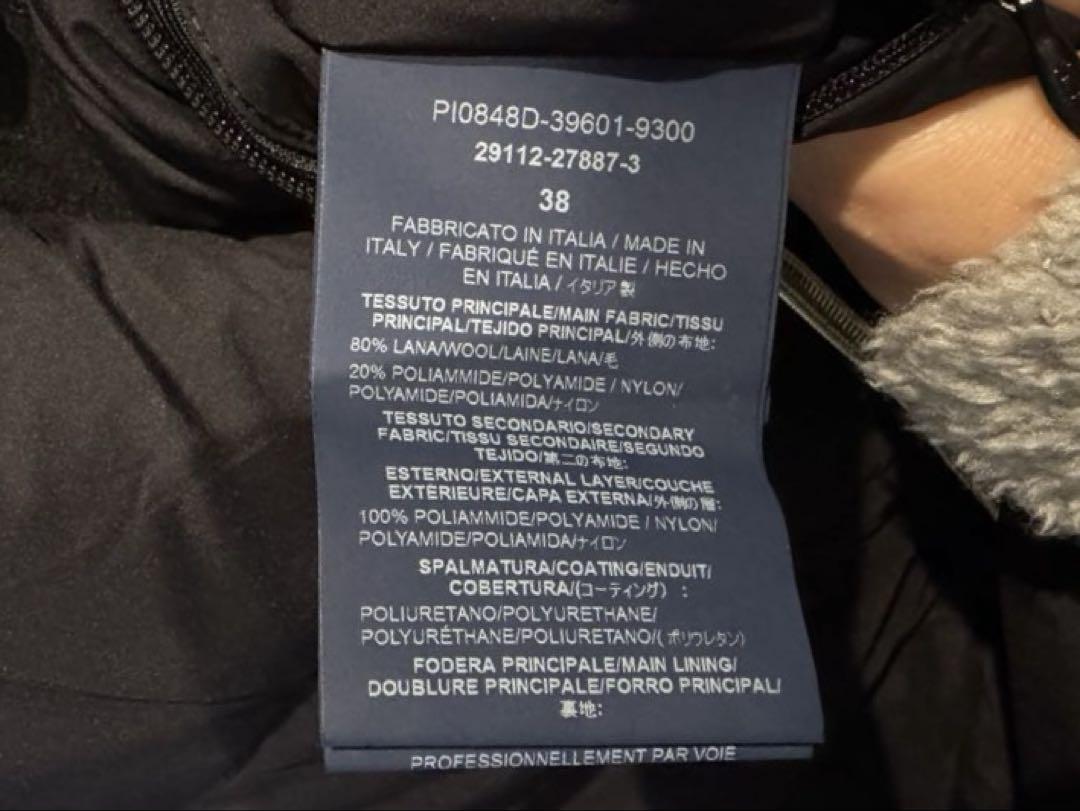 PI0848D-39601-9300
29112-27887-3
38
FABBRICATO IN ITALIA / MADE IN
ITALY / FABRIQUÉ EN ITALIE / HECHO
EN ITALIA / イタリア製
TESSUTO PRINCIPALE/MAIN FABRIC/TISSU
PRINCIPAL/TEJIDO PRINCIPAL/外側の布地:
80% LANA/WOOL/LAINE/LANA/毛
20% POLIAMMIDE/POLYAMIDE / NYLON/
POLYAMIDE/POLIAMIDA/ナイロン
TESSUTO SECONDARIO/SECONDARY
FABRIC/TISSU SECONDAIRE/SEGUNDO
TEJIDO/第二の布地:
ESTERNO/EXTERNAL LAYER/COUCHE
EXTÉRIEURE/CAPA EXTERNA/外側の層:
100% POLIAMMIDE/POLYAMIDE / NYLON/
POLYAMIDE/POLIAMIDA/ナイロン
SPALMATURA/COATING/ENDUIT/
COBERTURA/(コーティング) :
POLIURETANO/POLYURETHANE/
POLYURÉTHANE/POLIURETANO/(ポリウレタン)
FODERA PRINCIPALE/MAIN LINING/
DOUBLURE PRINCIPALE/FORRO PRINCIPAL/
裏地:
PROFESSIONNELLEMENT PAR VOIE